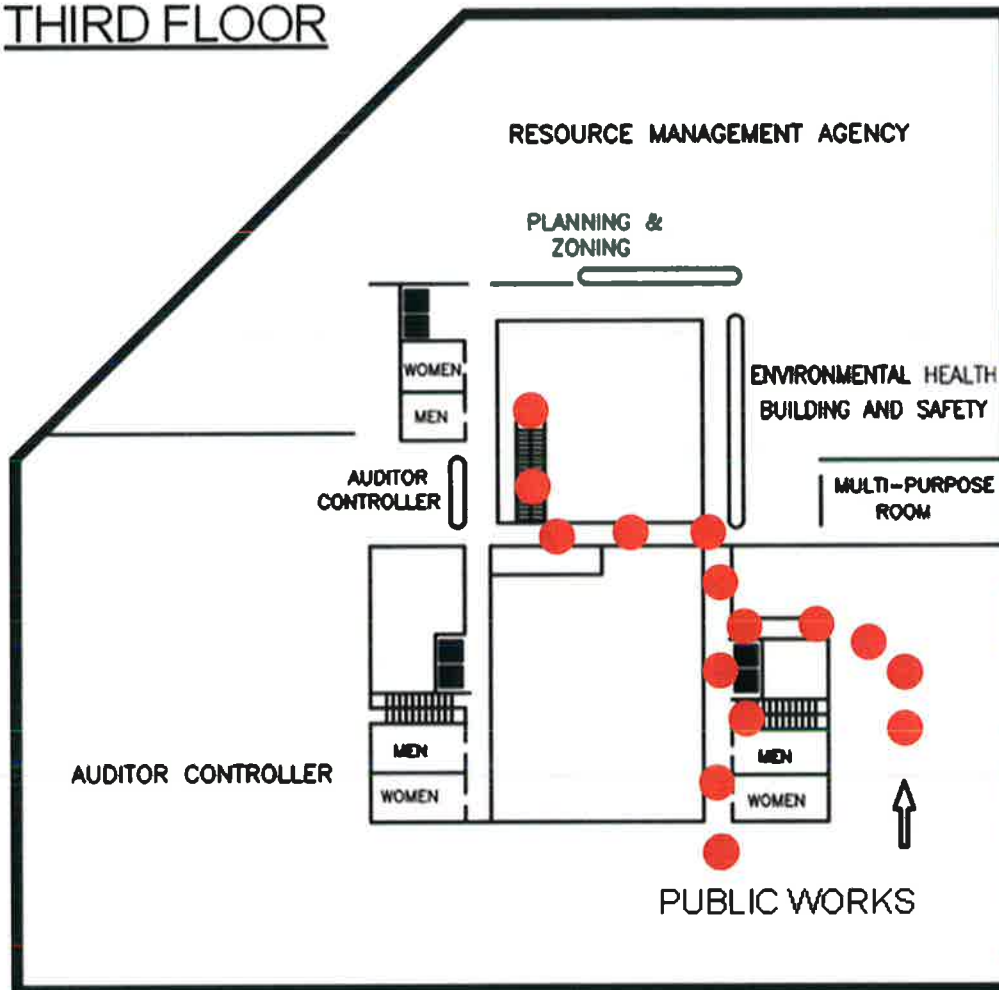 THIRD FLOOR
RESOURCE MANAGEMENT AGENCY
PLANNING &
ZONING
WOMEN
MEN
ENVIRONMENTAL HEALTH
BUILDING AND SAFETY
AUDITOR
CONTROLLER
MULTI-PURPOSE
ROOM
AUDITOR CONTROLLER
MEN
WOMEN
MEN
WOMEN
PUBLIC WORKS